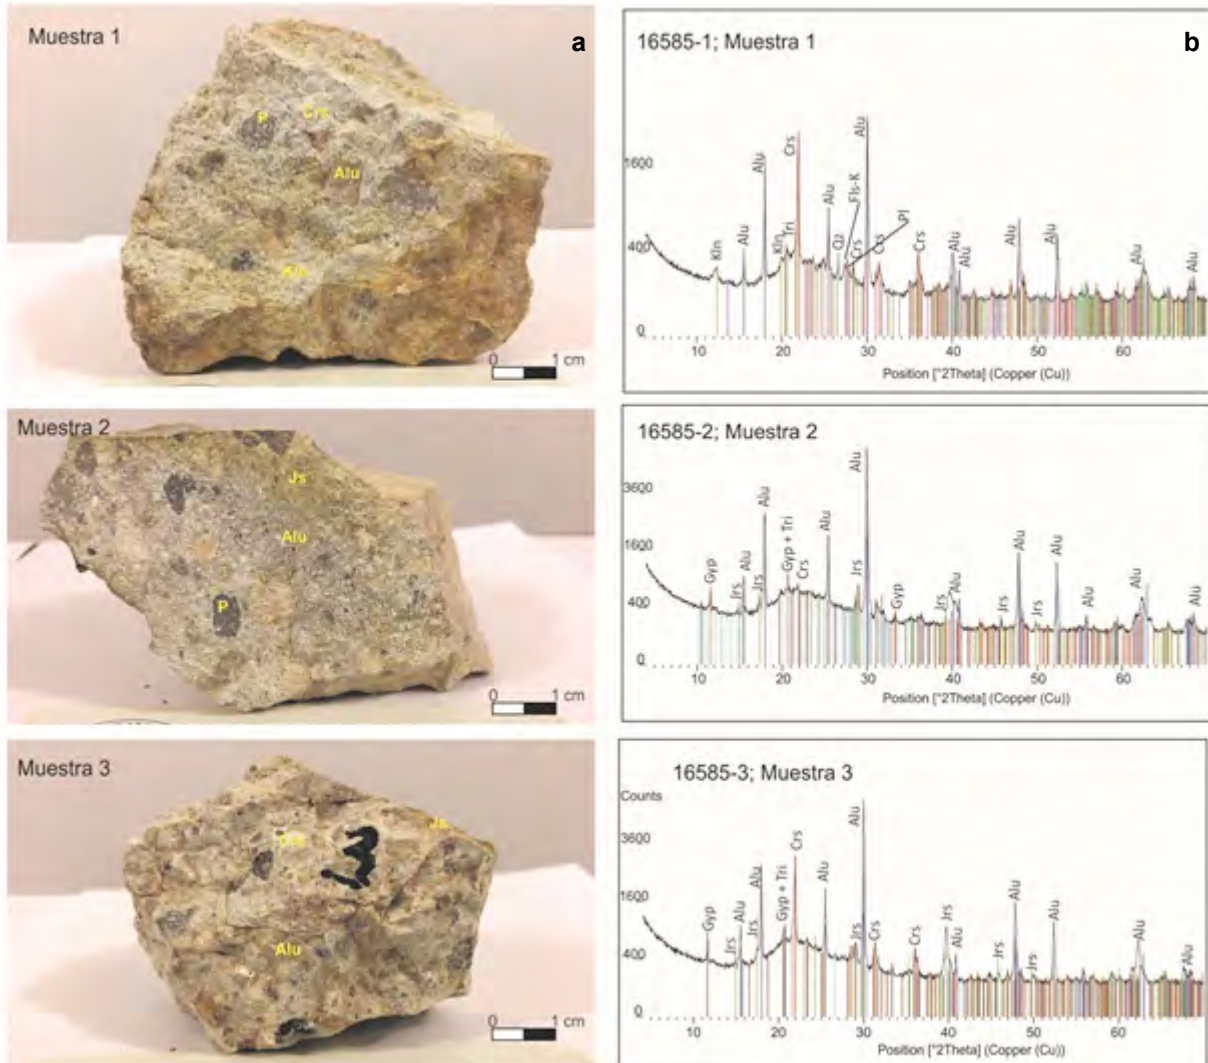 Muestra 1
a
P
Crs
Alu
Kln
0 1 cm
16585-1; Muestra 1
b
1600
400
0
Kln
Alu
Alu
Kln
Tri
Crs
Alu
Qz
Fls-K
Crs
Alu
Pl
Crs
Crs
Alu
Alu
Alu
Alu
Alu
Alu
10 20 30 40 50 60
Position [°2Theta] (Copper (Cu))
Muestra 2
Js
Alu
P
0 1 cm
16585-2; Muestra 2
3600
1600
400
0
Gyp
Jrs
Alu
Jrs
Alu
Gyp + Tri
Crs
Alu
Jrs
Alu
Gyp
Jrs
Alu
Jrs
Alu
Jrs
Alu
Alu
Alu
Alu
10 20 30 40 50 60
Position [°2Theta] (Copper (Cu))
Muestra 3
Crs
Js
3
Alu
0 1 cm
16585-3; Muestra 3
Counts
3600
1600
400
0
Gyp
Jrs
Alu
Jrs
Alu
Gyp + Tri
Crs
Alu
Jrs
Alu
Crs
Crs
Jrs
Alu
Jrs
Alu
Jrs
Alu
Alu
Alu
10 20 30 40 50 60
Position [°2Theta] (Copper (Cu))